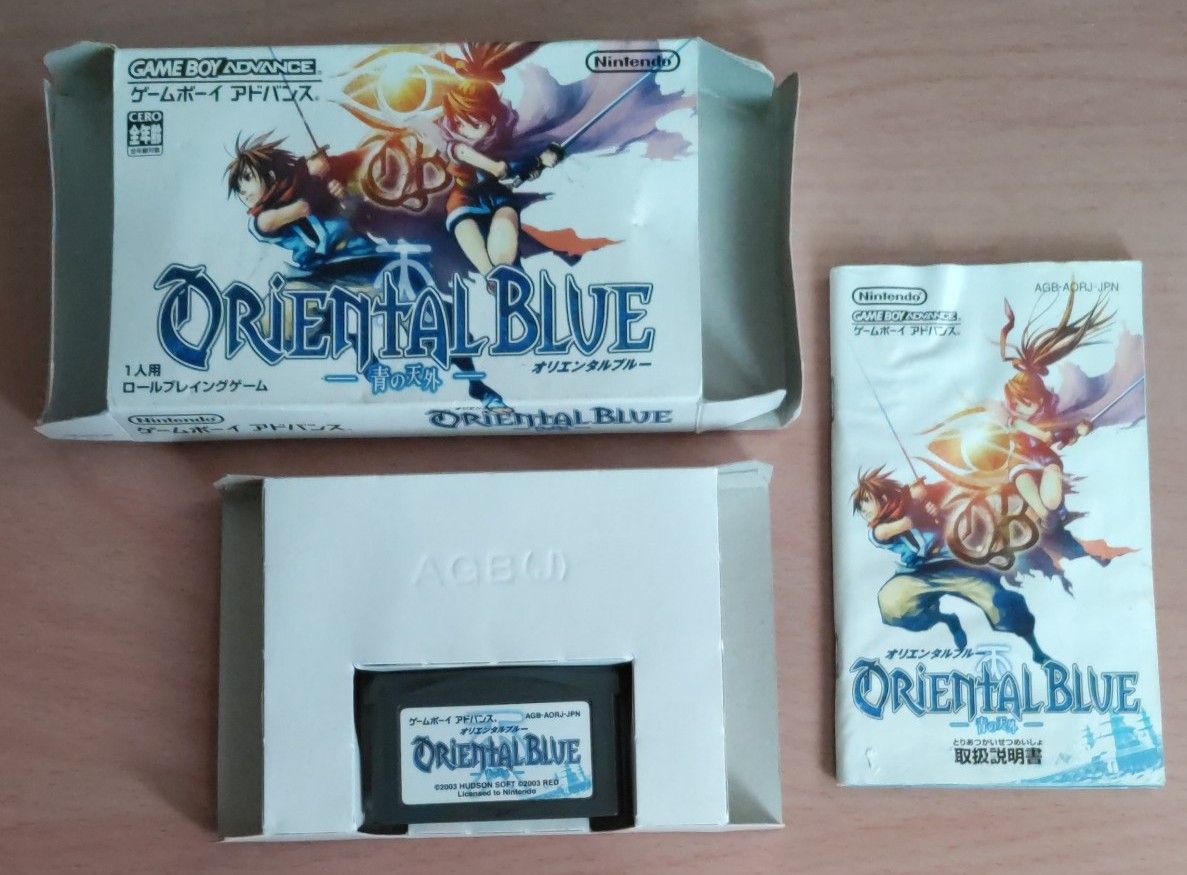 GAME BOY ADVANCE
ゲームボーイ アドバンス
Nintendo
CERO
全年齢
OB
ORIENTAL BLUE
オリエンタルブルー
青の天外
1人用
ロールプレイングゲーム
Nintendo
ゲームボーイ アドバンス
ORIENTAL BLUE
AGB(J)
ゲームボーイ アドバンス
AGB-AORJ-JPN
オリエンタルブルー
ORIENTAL BLUE
©2003 HUDSON SOFT ©2003 RED
Licensed to Nintendo
Nintendo
AGB-AORJ-JPN
GAME BOY ADVANCE
ゲームボーイ アドバンス
OB
オリエンタルブルー
ORIENTAL BLUE
青の天外
とりあつかいせつめいしょ
取扱説明書